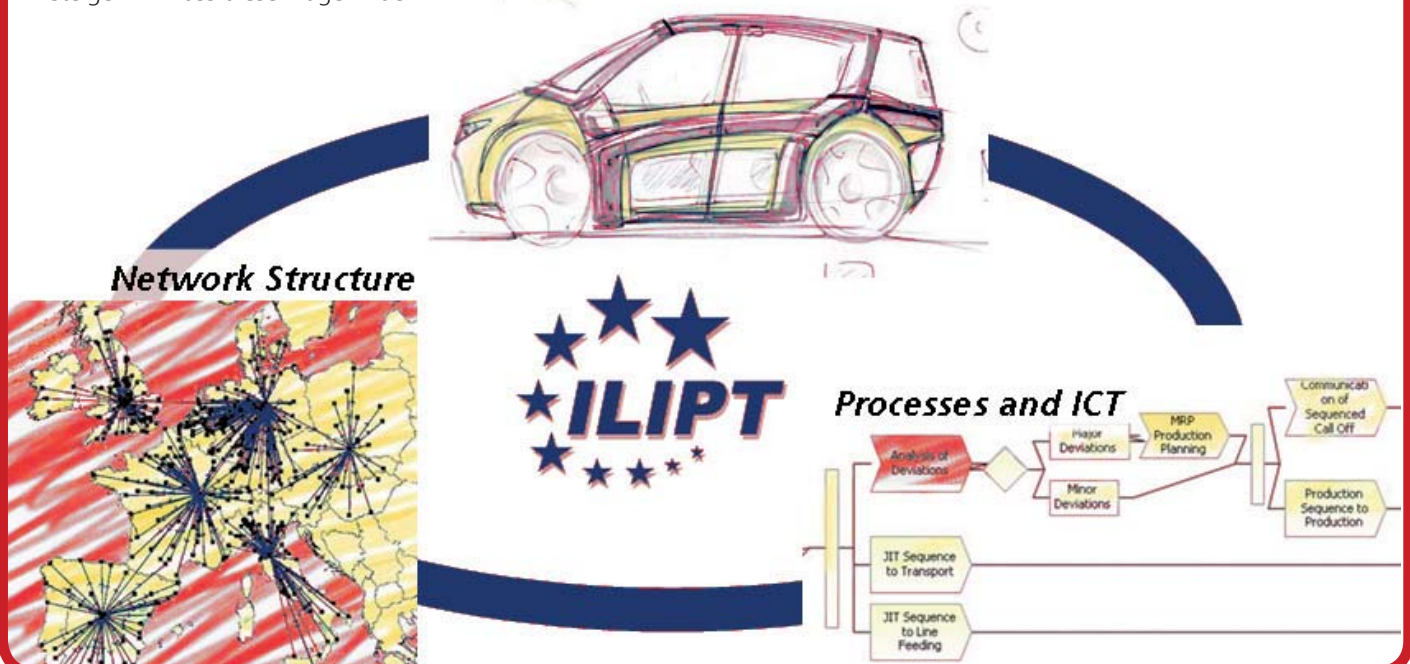 Network Structure
ILIPT
Processes and ICT
Communicati
on of
Sequenced
Call Off
MRP
Production
Planning
Major
Deviations
Analysis of
Deviations
Minor
Deviations
Production
Sequence to
Production
JIT Sequence
to Transport
JIT Sequence
to Line
Feeding